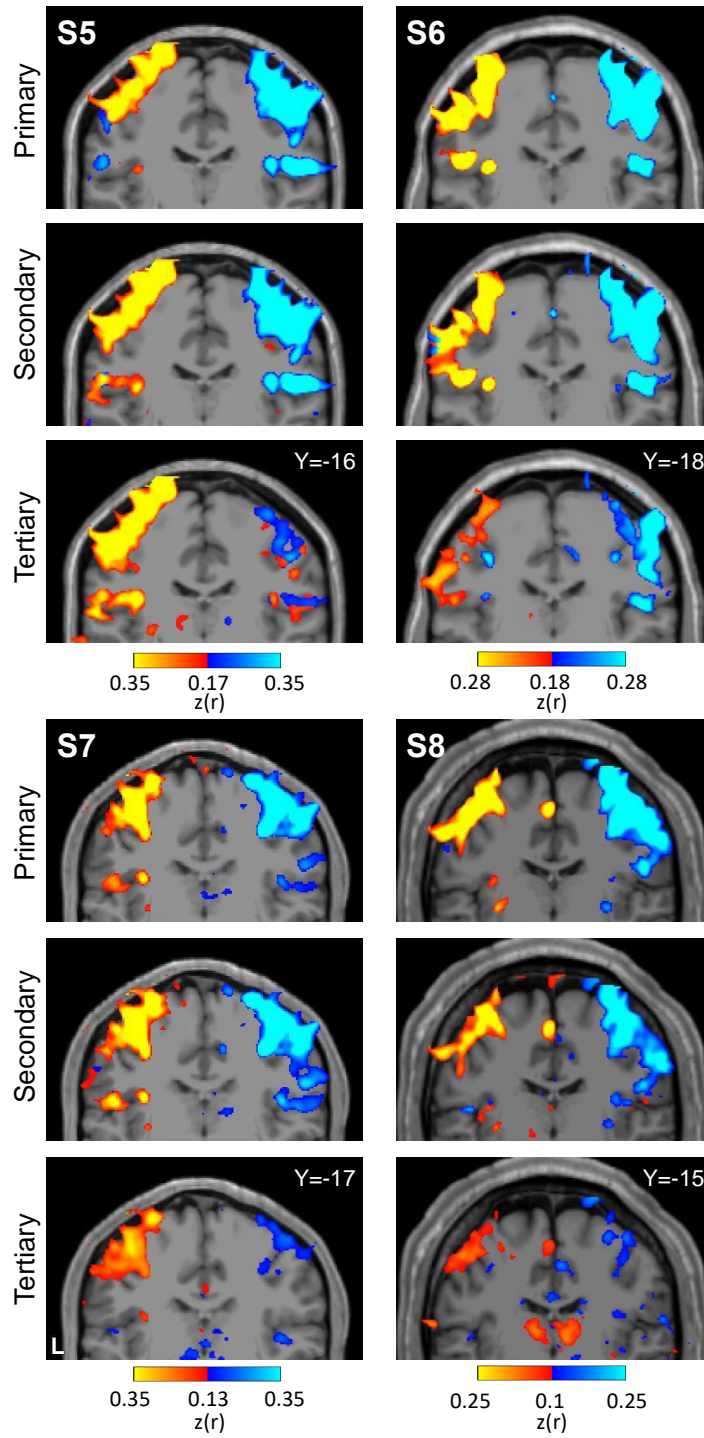 S5
S6
Primary
Secondary
Y=-16
Y=-18
Tertiary
0.35 0.17 0.35
z(r)
0.28 0.18 0.28
z(r)
S7
S8
Primary
Secondary
Y=-17
Y=-15
Tertiary
L
0.35 0.13 0.35
z(r)
0.25 0.1 0.25
z(r)